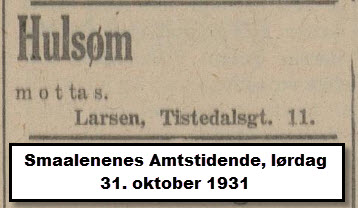 Hulsøm
mottas.
Larsen, Tistedalsgt. 11.
Smaalenenes Amtstidende, lørdag
31. oktober 1931